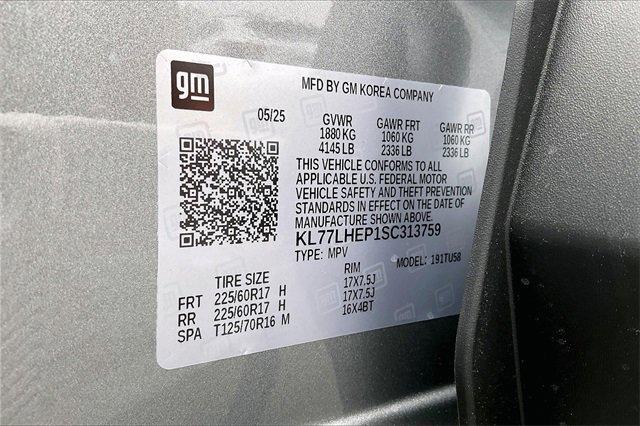 gm
MFD BY GM KOREA COMPANY
05/25
GVWR GAWR FRT GAWR RR
1880 KG 1060 KG 1060 KG
4145 LB 2336 LB 2336 LB
THIS VEHICLE CONFORMS TO ALL
APPLICABLE U.S. FEDERAL MOTOR
VEHICLE SAFETY AND THEFT PREVENTION
STANDARDS IN EFFECT ON THE DATE OF
MANUFACTURE SHOWN ABOVE.
KL77LHEP1SC313759
TYPE: MPV MODEL: 191TU58
TIRE SIZE RIM
FRT 225/60R17 H 17X7.5J
RR 225/60R17 H 17X7.5J
SPA T125/70R16 M 16X4BT